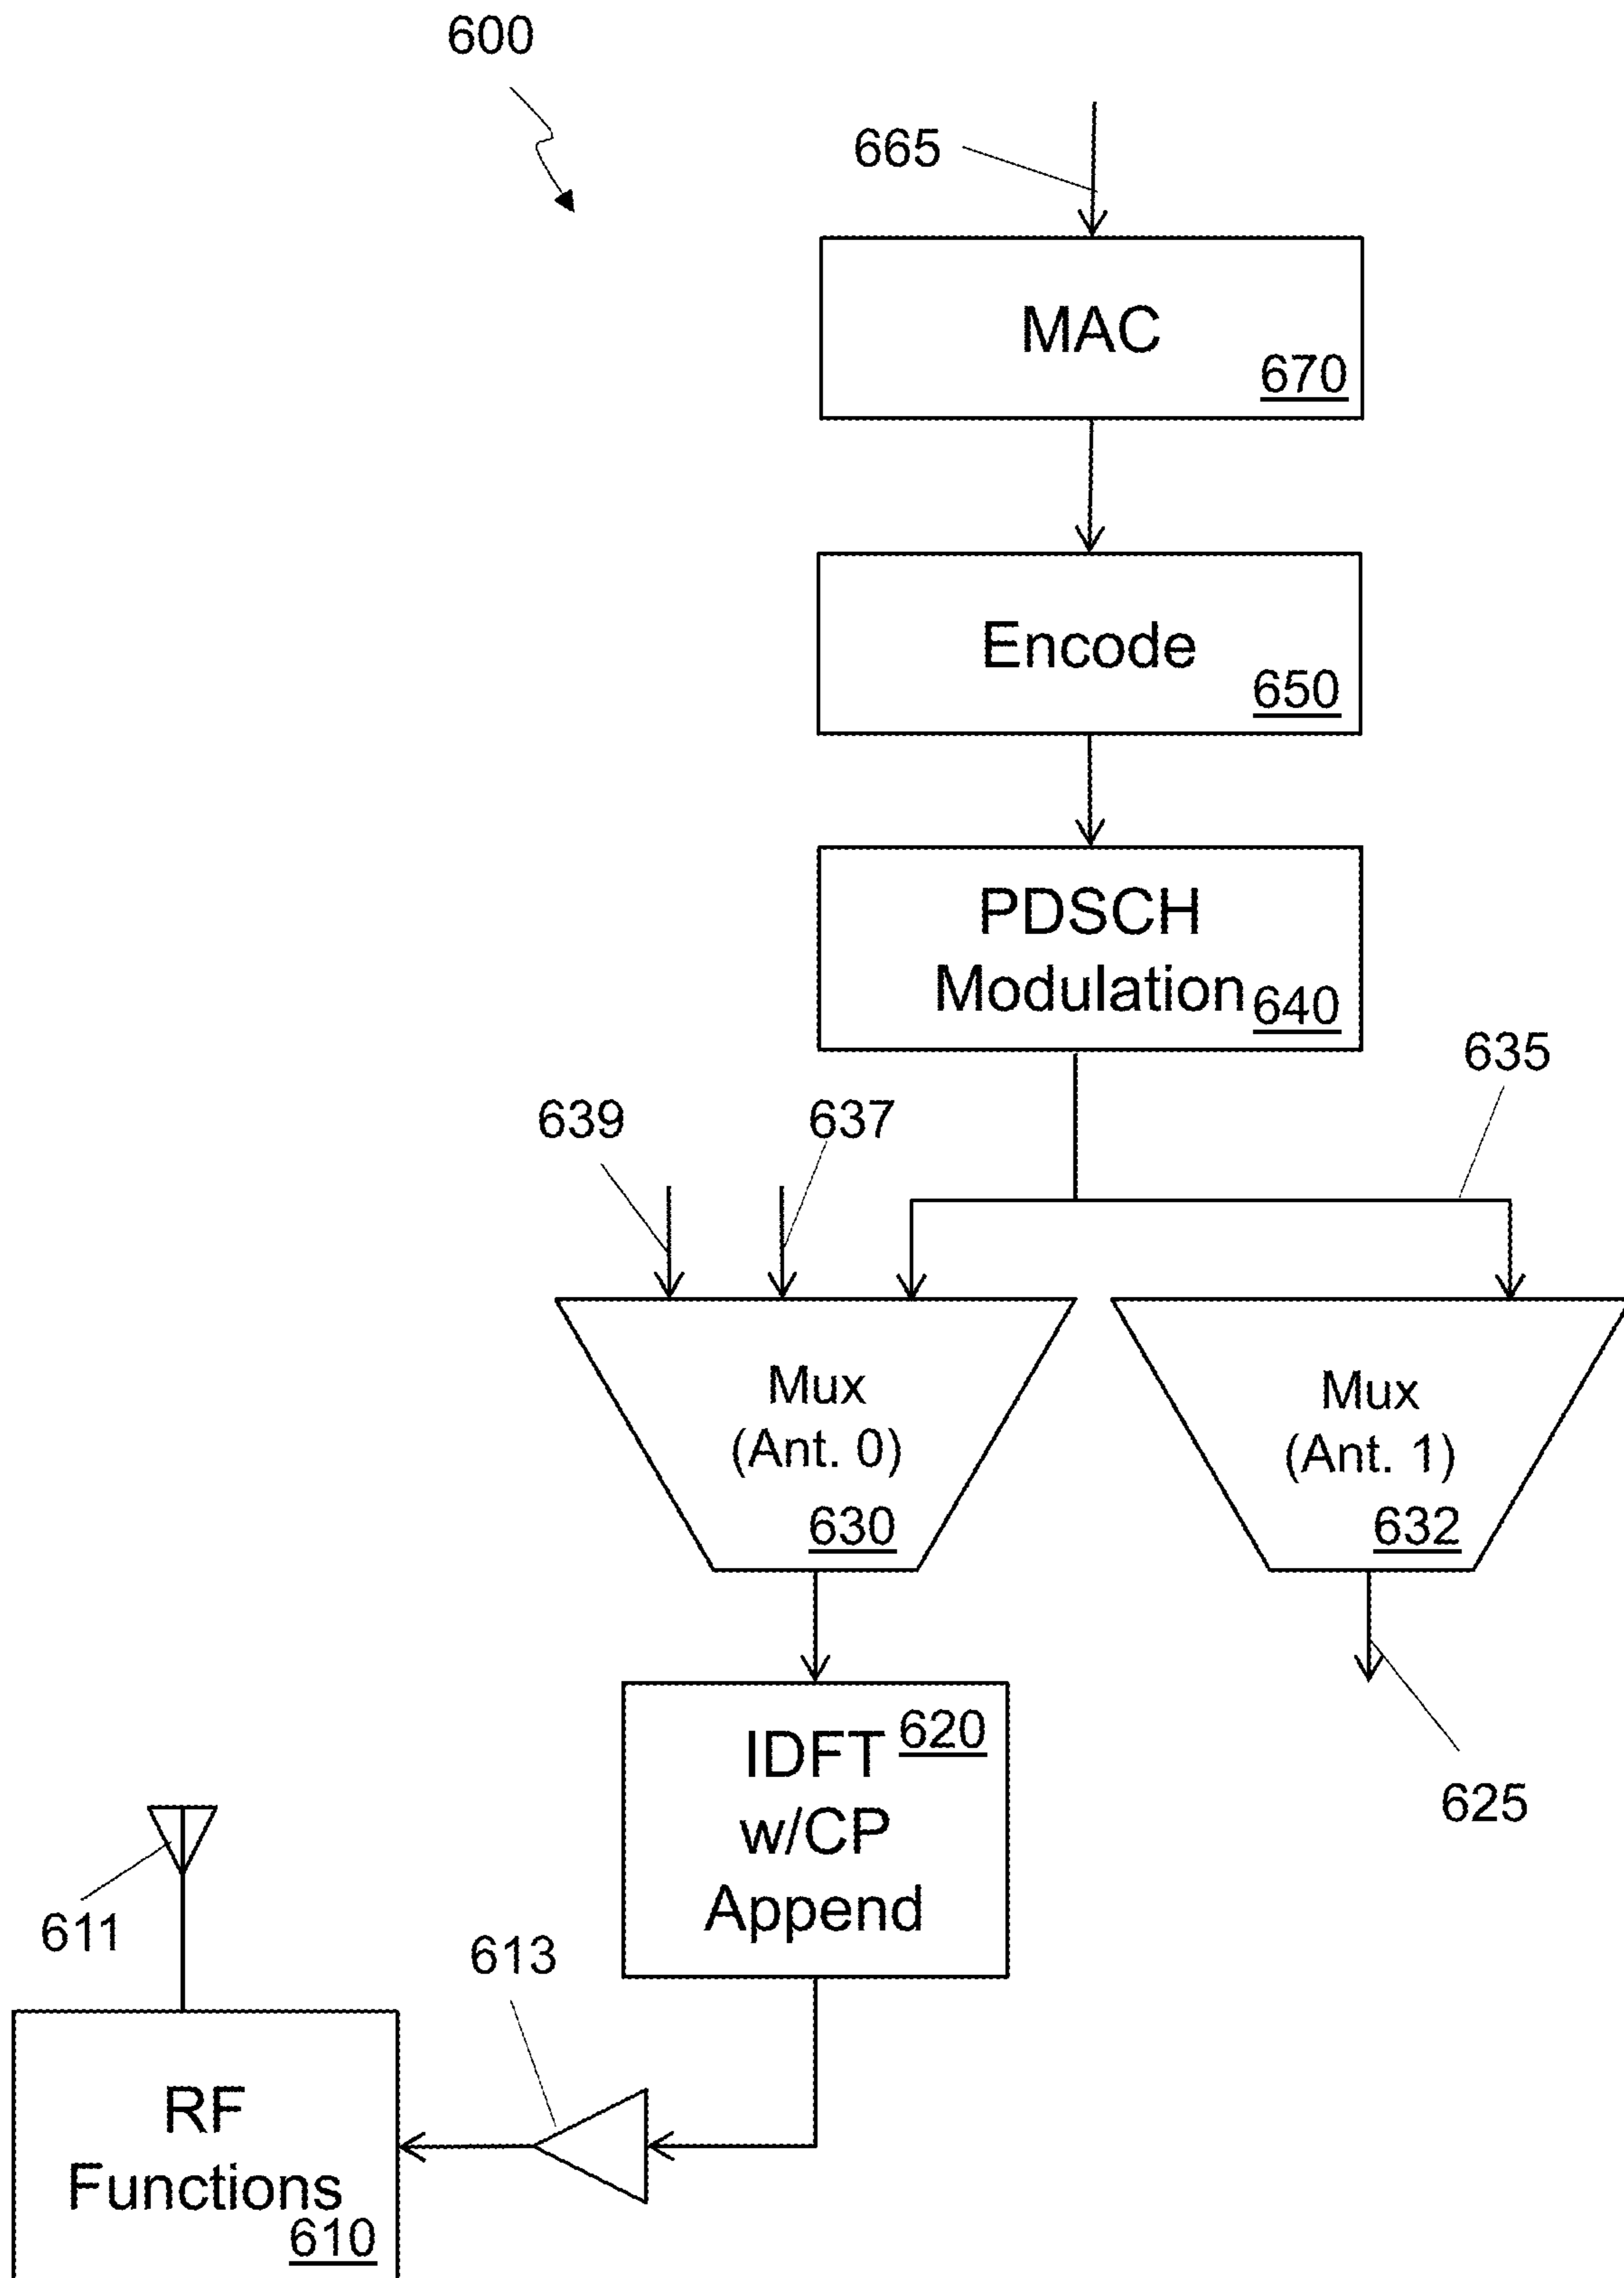 600
665
MAC
670
Encode
650
PDSCH
Modulation
640
635
639
637
Mux
(Ant. 0)
630
Mux
(Ant. 1)
632
620
IDFT
w/CP
Append
625
611
613
RF
Functions
610